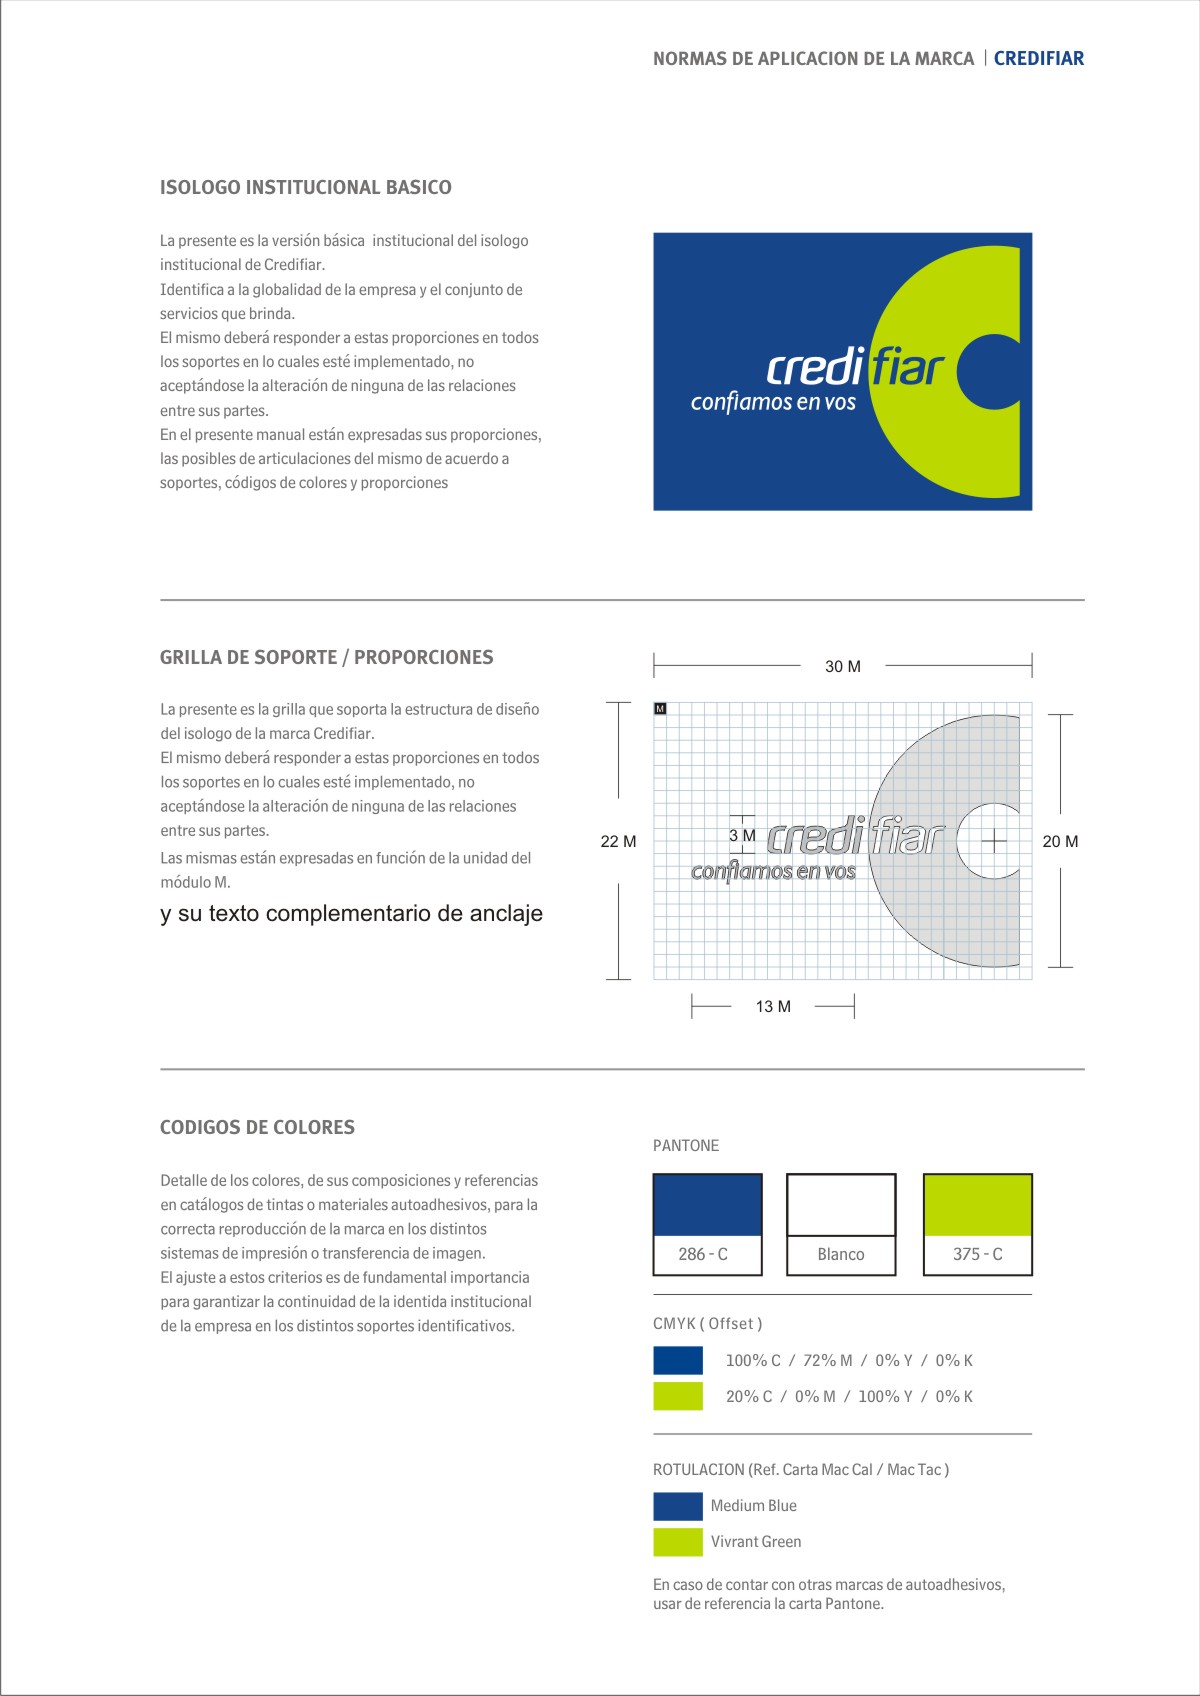 NORMAS DE APLICACION DE LA MARCA | CREDIFIAR
ISOLOGO INSTITUCIONAL BASICO
La presente es la versión básica  institucional del isologo
institucional de Credifiar.
Identifica a la globalidad de la empresa y el conjunto de
servicios que brinda.
El mismo deberá responder a estas proporciones en todos
los soportes en lo cuales esté implementado, no
aceptándose la alteración de ninguna de las relaciones
entre sus partes.
En el presente manual están expresadas sus proporciones,
las posibles de articulaciones del mismo de acuerdo a
soportes, códigos de colores y proporciones
credifiar
confiamos en vos
GRILLA DE SOPORTE / PROPORCIONES
La presente es la grilla que soporta la estructura de diseño
del isologo de la marca Credifiar.
El mismo deberá responder a estas proporciones en todos
los soportes en lo cuales esté implementado, no
aceptándose la alteración de ninguna de las relaciones
entre sus partes.
Las mismas están expresadas en función de la unidad del
módulo M.
y su texto complementario de anclaje
30 M
M
22 M
3 M
credifiar
confiamos en vos
20 M
13 M
CODIGOS DE COLORES
Detalle de los colores, de sus composiciones y referencias
en catálogos de tintas o materiales autoadhesivos, para la
correcta reproducción de la marca en los distintos
sistemas de impresión o transferencia de imagen.
El ajuste a estos criterios es de fundamental importancia
para garantizar la continuidad de la identida institucional
de la empresa en los distintos soportes identificativos.
PANTONE
286 - C
Blanco
375 - C
CMYK ( Offset )
100% C / 72% M / 0% Y / 0% K
20% C / 0% M / 100% Y / 0% K
ROTULACION (Ref. Carta Mac Cal / Mac Tac )
Medium Blue
Vivrant Green
En caso de contar con otras marcas de autoadhesivos,
usar de referencia la carta Pantone.